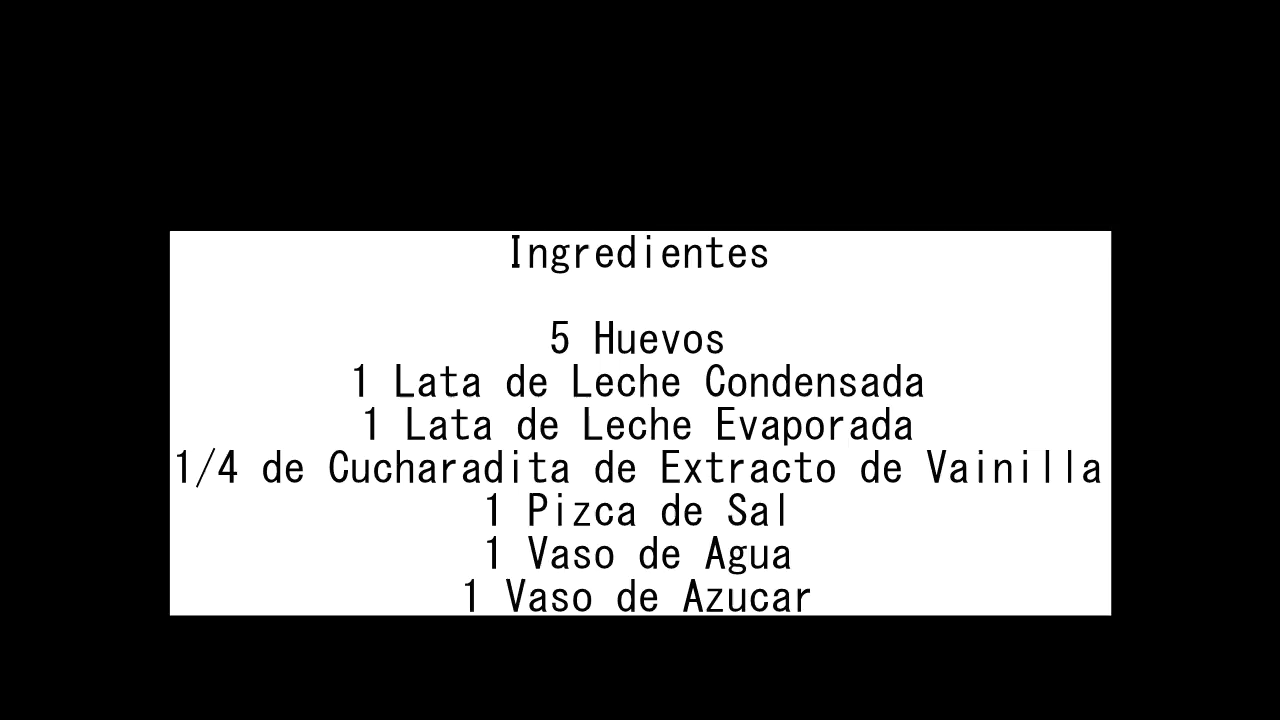 Ingredientes
5 Huevos
1 Lata de Leche Condensada
1 Lata de Leche Evaporada
1/4 de Cucharadita de Extracto de Vainilla
1 Pizca de Sal
1 Vaso de Agua
1 Vaso de Azucar